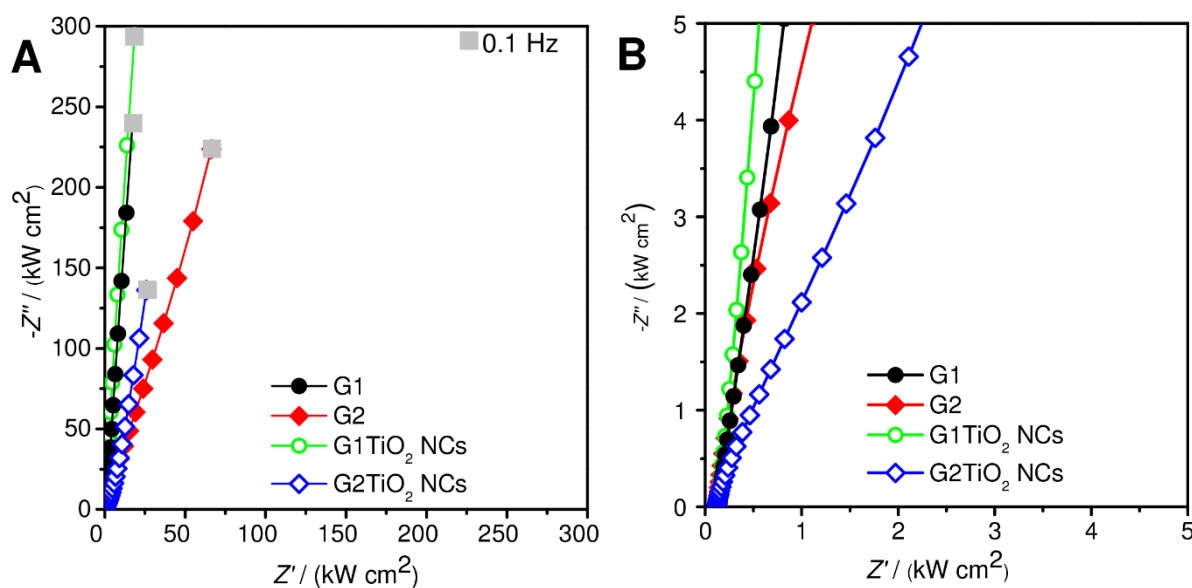 A
0.1 Hz
300
250
200
150
100
50
0
-Z″ / (kW cm²)
G1
G2
G1TiO₂ NCs
G2TiO₂ NCs
0 50 100 150 200 250 300
Z′ / (kW cm²)
B
5
4
3
2
1
0
-Z″ / (kW cm²)
G1
G2
G1TiO₂ NCs
G2TiO₂ NCs
0 1 2 3 4 5
Z′ / (kW cm²)